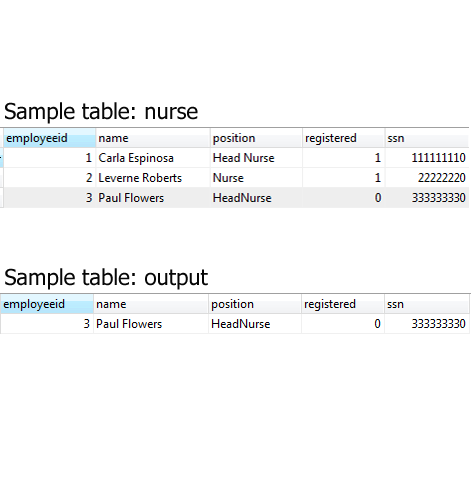 Sample table: nurse
employeeid name position registered ssn
1 Carla Espinosa Head Nurse 1 111111110
2 Leverne Roberts Nurse 1 22222220
3 Paul Flowers HeadNurse 0 333333330
Sample table: output
employeeid name position registered ssn
3 Paul Flowers HeadNurse 0 333333330